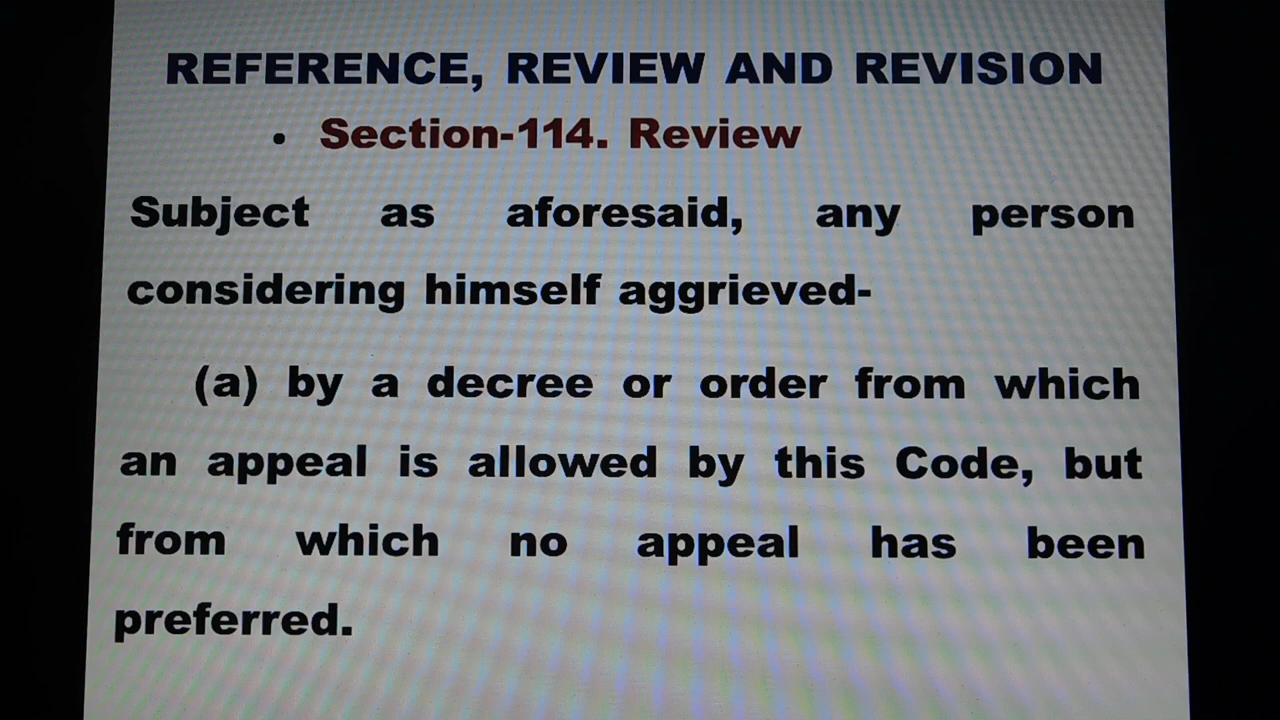 REFERENCE, REVIEW AND REVISION
• Section-114. Review
Subject as aforesaid, any person
considering himself aggrieved-
(a) by a decree or order from which
an appeal is allowed by this Code, but
from which no appeal has been
preferred.